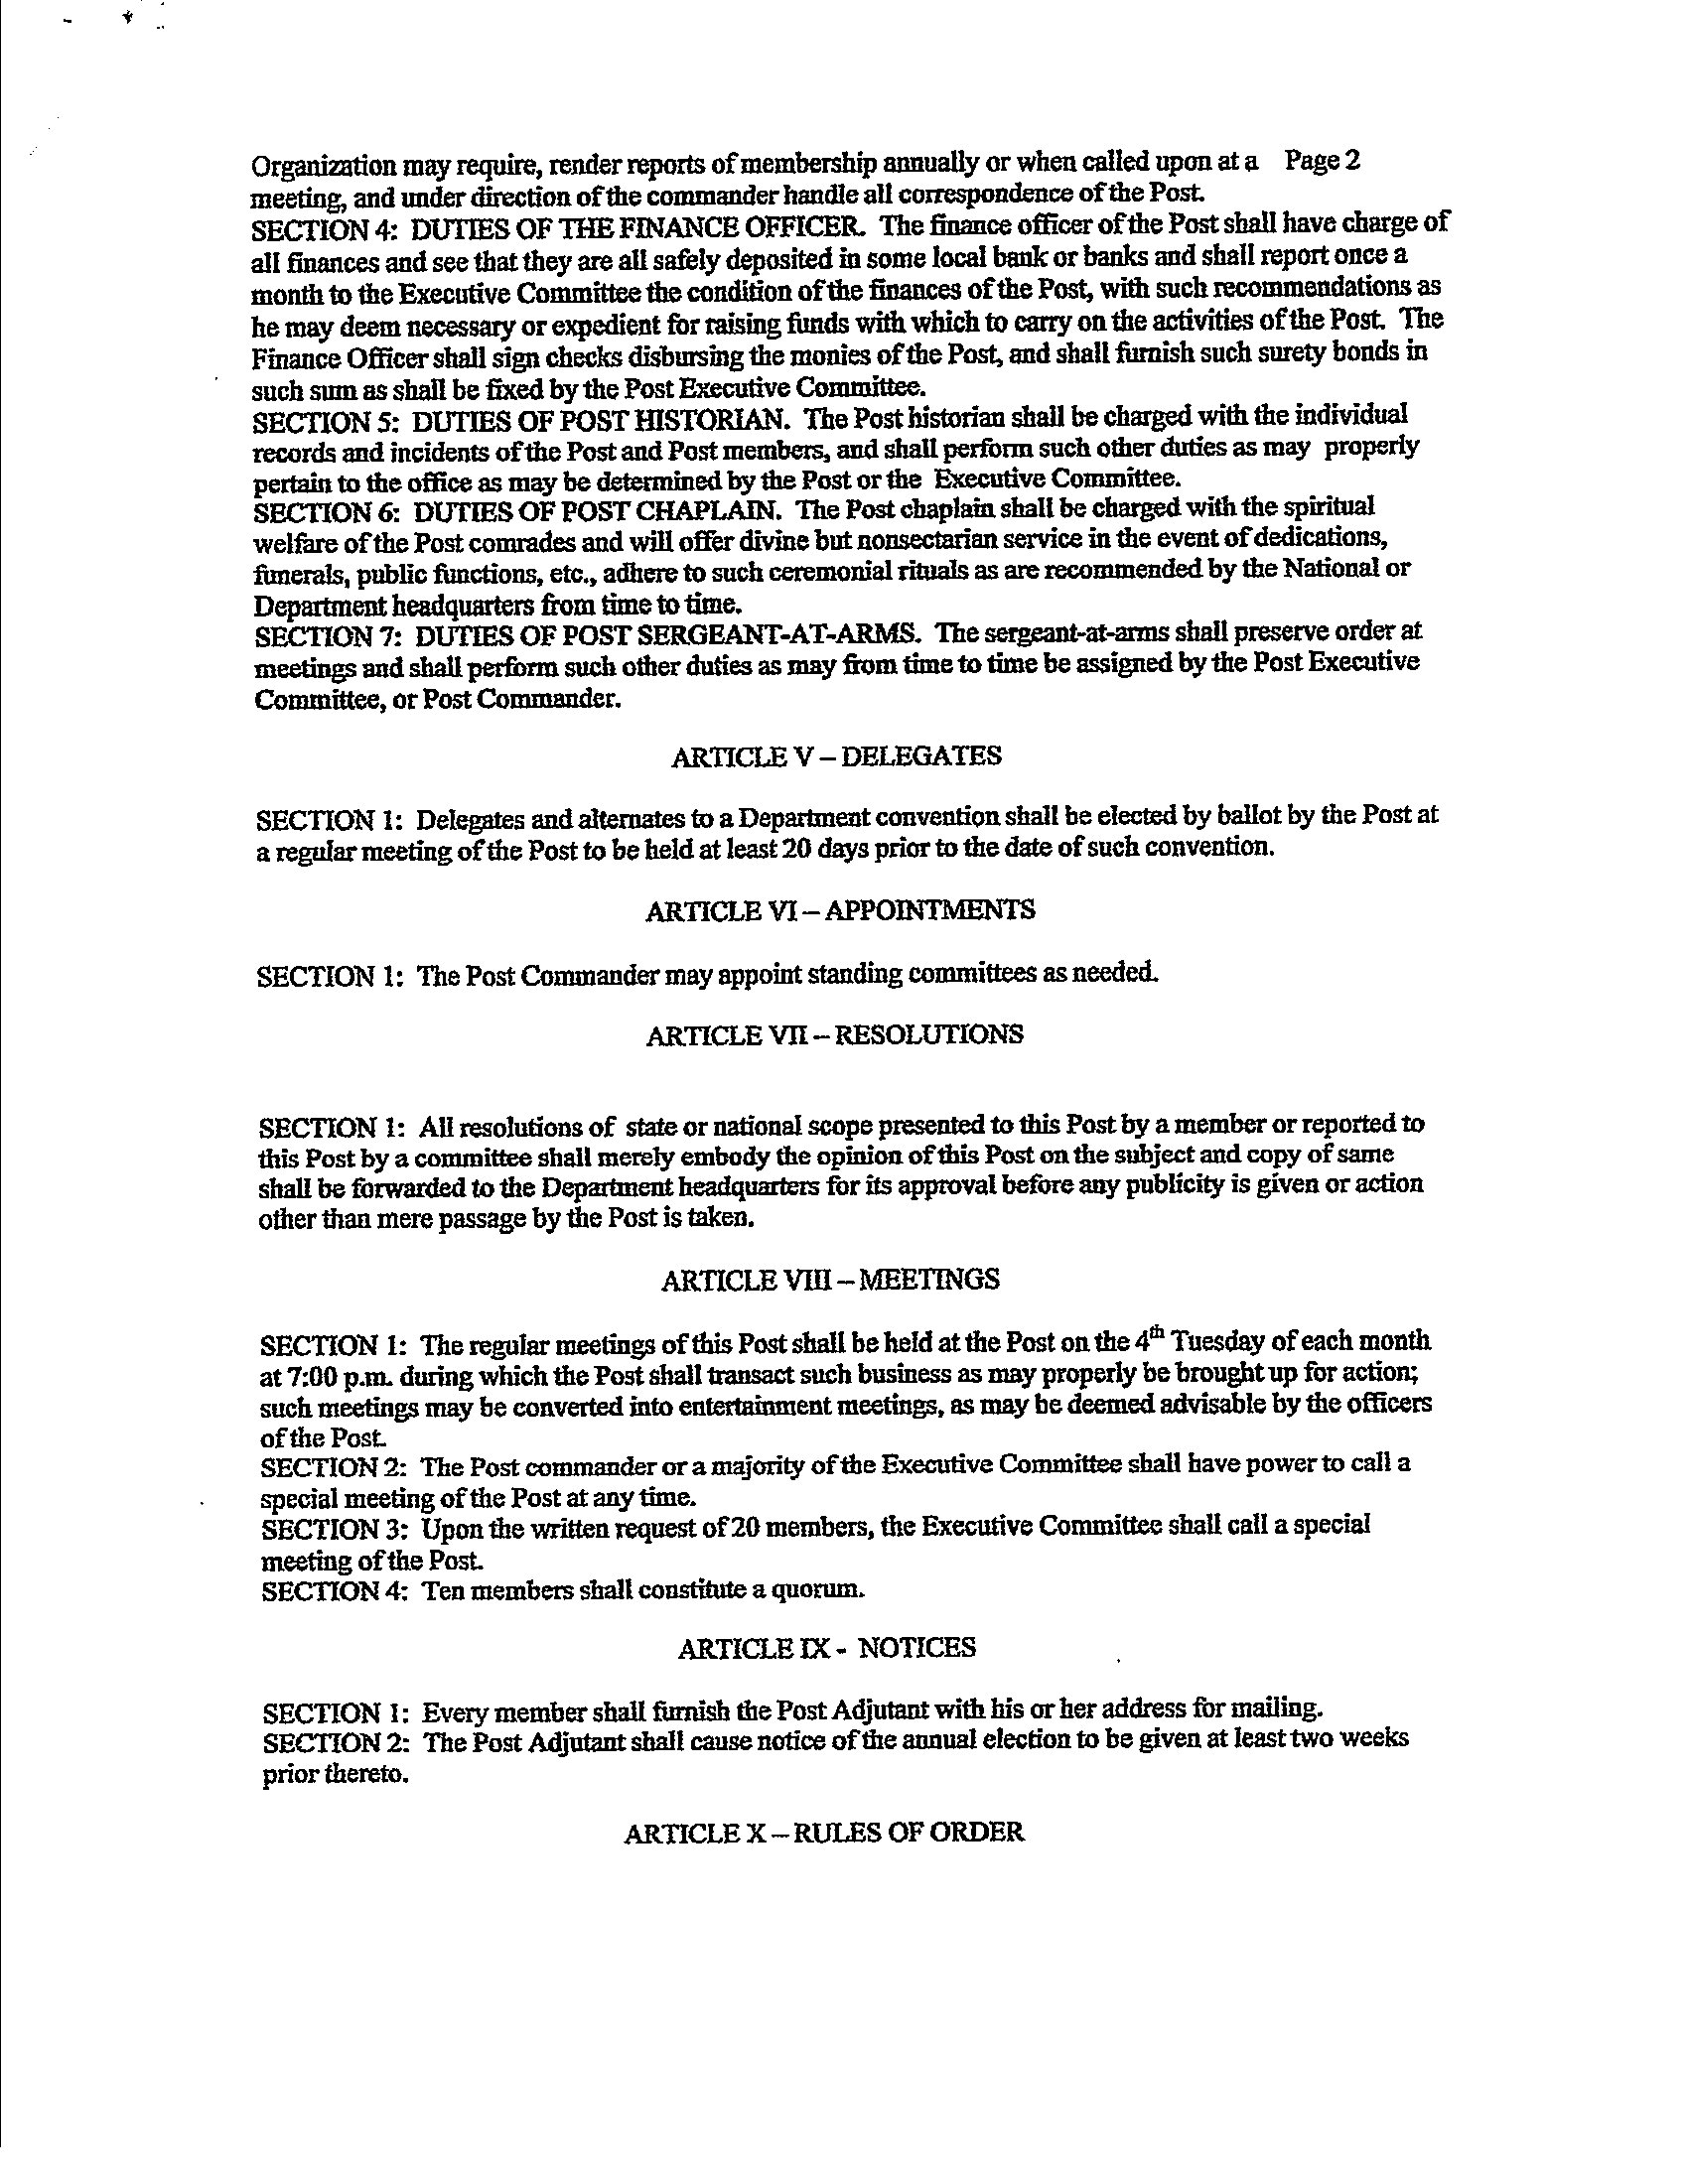 Organization may require, render reports of membership annually or when called upon at a Page 2
meeting, and under direction of the commander handle all correspondence of the Post.
SECTION 4: DUTIES OF THE FINANCE OFFICER. The finance officer of the Post shall have charge of
all finances and see that they are all safely deposited in some local bank or banks and shall report once a
month to the Executive Committee the condition of the finances of the Post, with such recommendations as
he may deem necessary or expedient for raising funds with which to carry on the activities of the Post. The
Finance Officer shall sign checks disbursing the monies of the Post, and shall furnish such surety bonds in
such sum as shall be fixed by the Post Executive Committee.
SECTION 5: DUTIES OF POST HISTORIAN. The Post historian shall be charged with the individual
records and incidents of the Post and Post members, and shall perform such other duties as may properly
pertain to the office as may be determined by the Post or the Executive Committee.
SECTION 6: DUTIES OF POST CHAPLAIN. The Post chaplain shall be charged with the spiritual
welfare of the Post comrades and will offer divine but nonsectarian service in the event of dedications,
funerals, public functions, etc., adhere to such ceremonial rituals as are recommended by the National or
Department headquarters from time to time.
SECTION 7: DUTIES OF POST SERGEANT-AT-ARMS. The sergeant-at-arms shall preserve order at
meetings and shall perform such other duties as may from time to time be assigned by the Post Executive
Committee, or Post Commander.
ARTICLE V – DELEGATES
SECTION 1: Delegates and alternates to a Department convention shall be elected by ballot by the Post at
a regular meeting of the Post to be held at least 20 days prior to the date of such convention.
ARTICLE VI – APPOINTMENTS
SECTION 1: The Post Commander may appoint standing committees as needed.
ARTICLE VII – RESOLUTIONS
SECTION 1: All resolutions of state or national scope presented to this Post by a member or reported to
this Post by a committee shall merely embody the opinion of this Post on the subject and copy of same
shall be forwarded to the Department headquarters for its approval before any publicity is given or action
other than mere passage by the Post is taken.
ARTICLE VIII – MEETINGS
SECTION 1: The regular meetings of this Post shall be held at the Post on the 4th Tuesday of each month
at 7:00 p.m. during which the Post shall transact such business as may properly be brought up for action;
such meetings may be converted into entertainment meetings, as may be deemed advisable by the officers
of the Post.
SECTION 2: The Post commander or a majority of the Executive Committee shall have power to call a
special meeting of the Post at any time.
SECTION 3: Upon the written request of 20 members, the Executive Committee shall call a special
meeting of the Post.
SECTION 4: Ten members shall constitute a quorum.
ARTICLE IX - NOTICES
SECTION 1: Every member shall furnish the Post Adjutant with his or her address for mailing.
SECTION 2: The Post Adjutant shall cause notice of the annual election to be given at least two weeks
prior thereto.
ARTICLE X – RULES OF ORDER